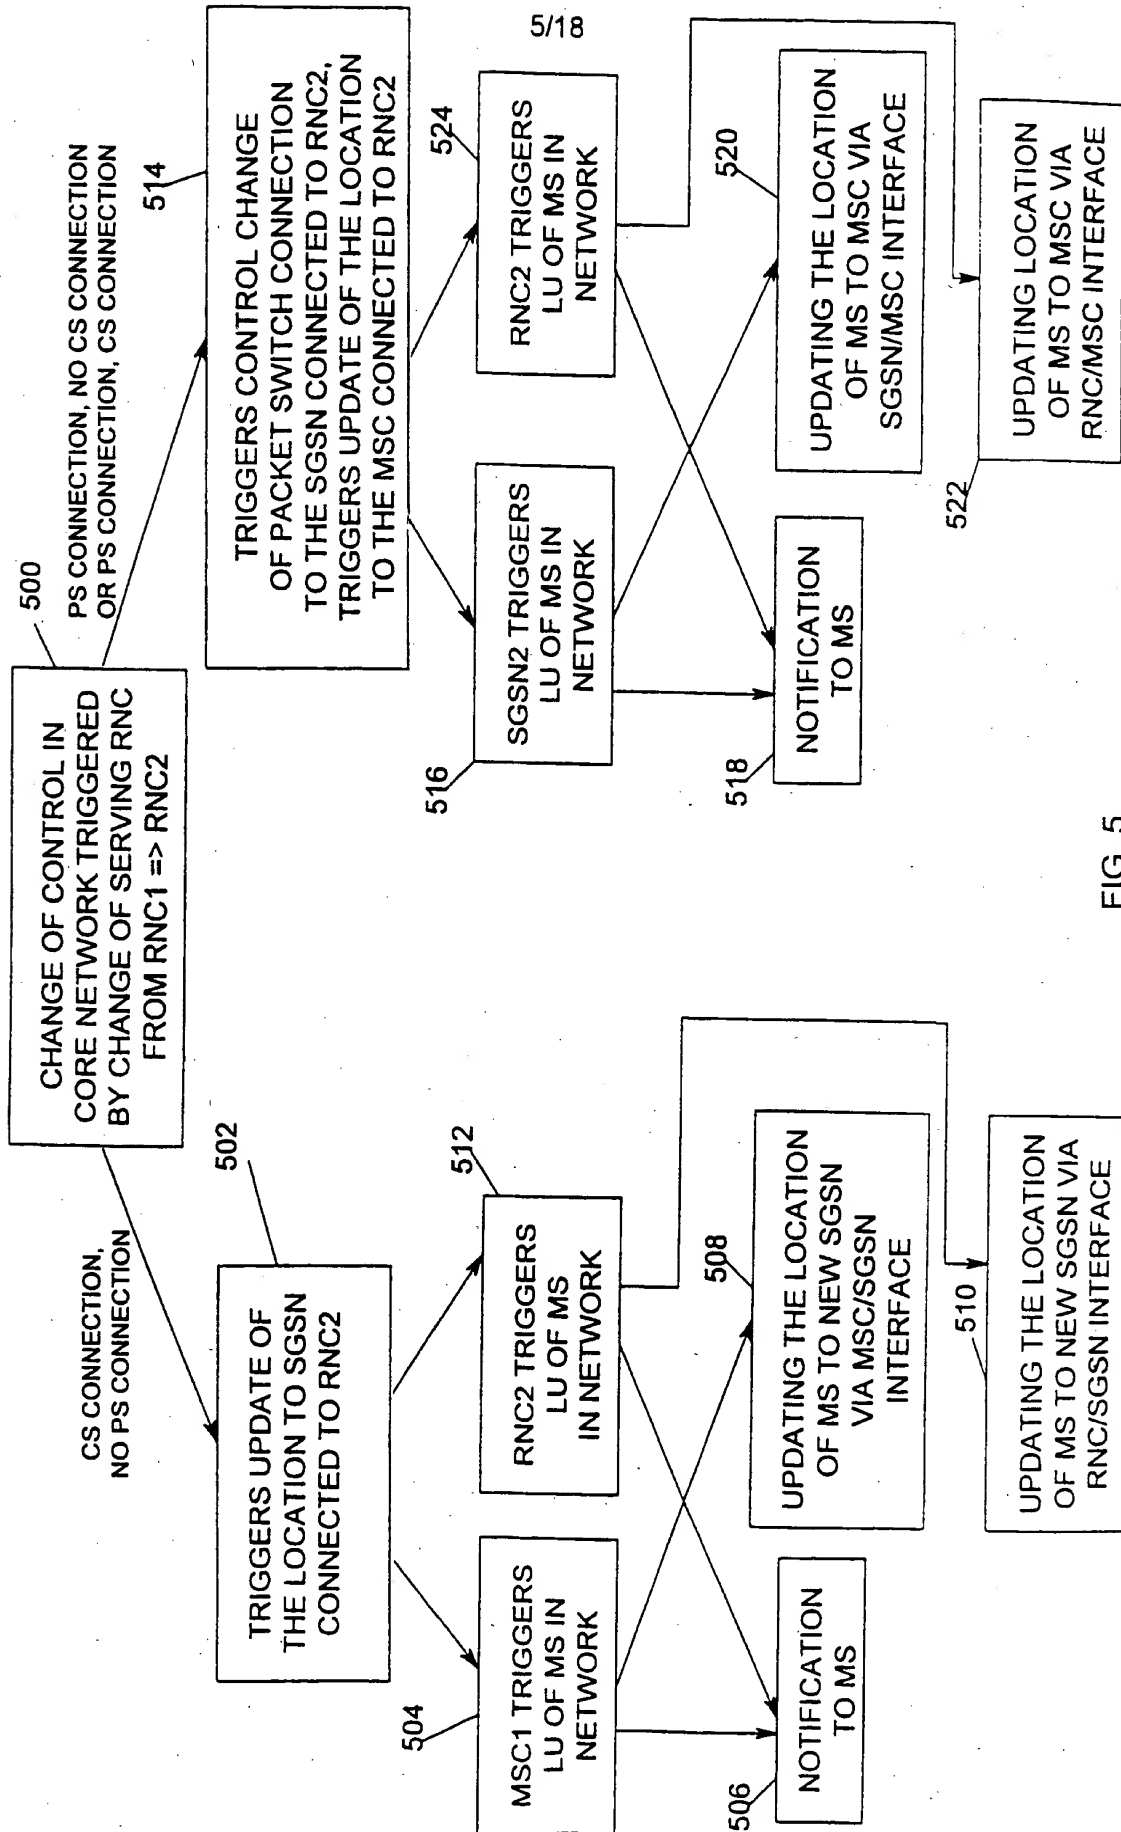 5/18
CHANGE OF CONTROL IN
CORE NETWORK TRIGGERED
BY CHANGE OF SERVING RNC
FROM RNC1 => RNC2
500
CS CONNECTION,
NO PS CONNECTION
PS CONNECTION, NO CS CONNECTION
OR PS CONNECTION, CS CONNECTION
502
TRIGGERS UPDATE OF
THE LOCATION TO SGSN
CONNECTED TO RNC2
514
TRIGGERS CONTROL CHANGE
OF PACKET SWITCH CONNECTION
TO THE SGSN CONNECTED TO RNC2,
TRIGGERS UPDATE OF THE LOCATION
TO THE MSC CONNECTED TO RNC2
504
MSC1 TRIGGERS
LU OF MS IN
NETWORK
512
RNC2 TRIGGERS
LU OF MS
IN NETWORK
516
SGSN2 TRIGGERS
LU OF MS IN
NETWORK
524
RNC2 TRIGGERS
LU OF MS IN
NETWORK
506
NOTIFICATION
TO MS
508
UPDATING THE LOCATION
OF MS TO NEW SGSN
VIA MSC/SGSN
INTERFACE
518
NOTIFICATION
TO MS
520
UPDATING THE LOCATION
OF MS TO MSC VIA
SGSN/MSC INTERFACE
510
UPDATING THE LOCATION
OF MS TO NEW SGSN VIA
RNC/SGSN INTERFACE
522
UPDATING LOCATION
OF MS TO MSC VIA
RNC/MSC INTERFACE
FIG. 5